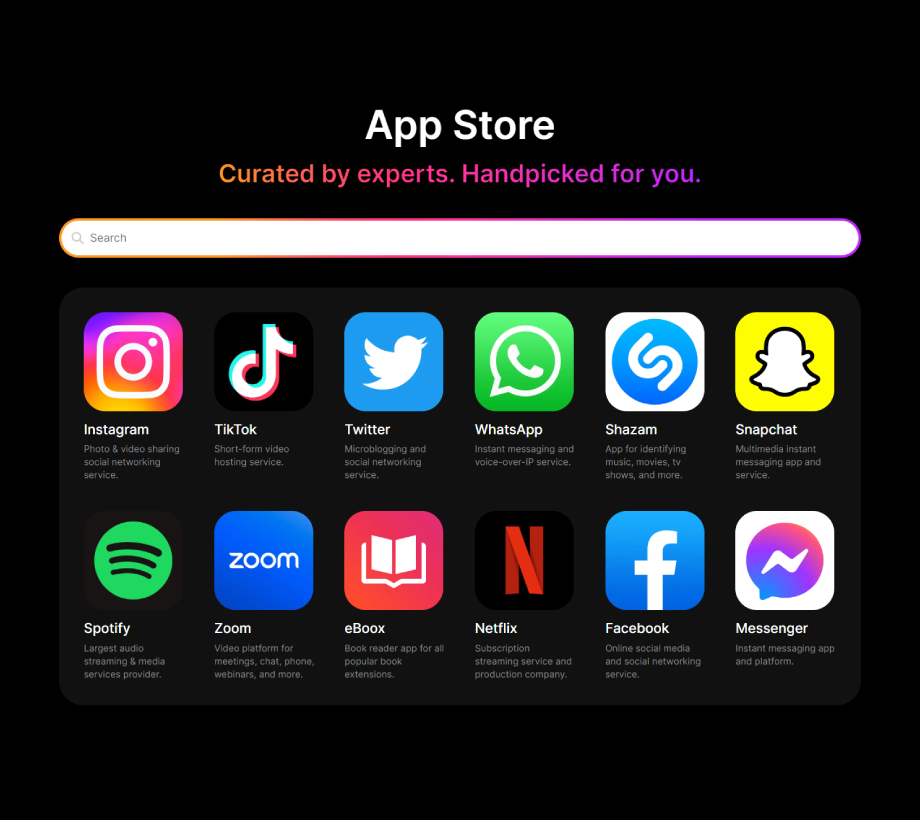 App Store
Curated by experts. Handpicked for you.
Search
Instagram
Photo & video sharing
social networking
service.
TikTok
Short-form video
hosting service.
Twitter
Microblogging and
social networking
service.
WhatsApp
Instant messaging and
voice-over-IP service.
Shazam
App for identifying
music, movies, tv
shows, and more.
Snapchat
Multimedia instant
messaging app and
service.
Spotify
Largest audio
streaming & media
services provider.
zoom
Zoom
Video platform for
meetings, chat, phone,
webinars, and more.
eBoox
Book reader app for all
popular book
extensions.
N
Netflix
Subscription
streaming service and
production company.
f
Facebook
Online social media
and social networking
service.
Messenger
Instant messaging app
and platform.